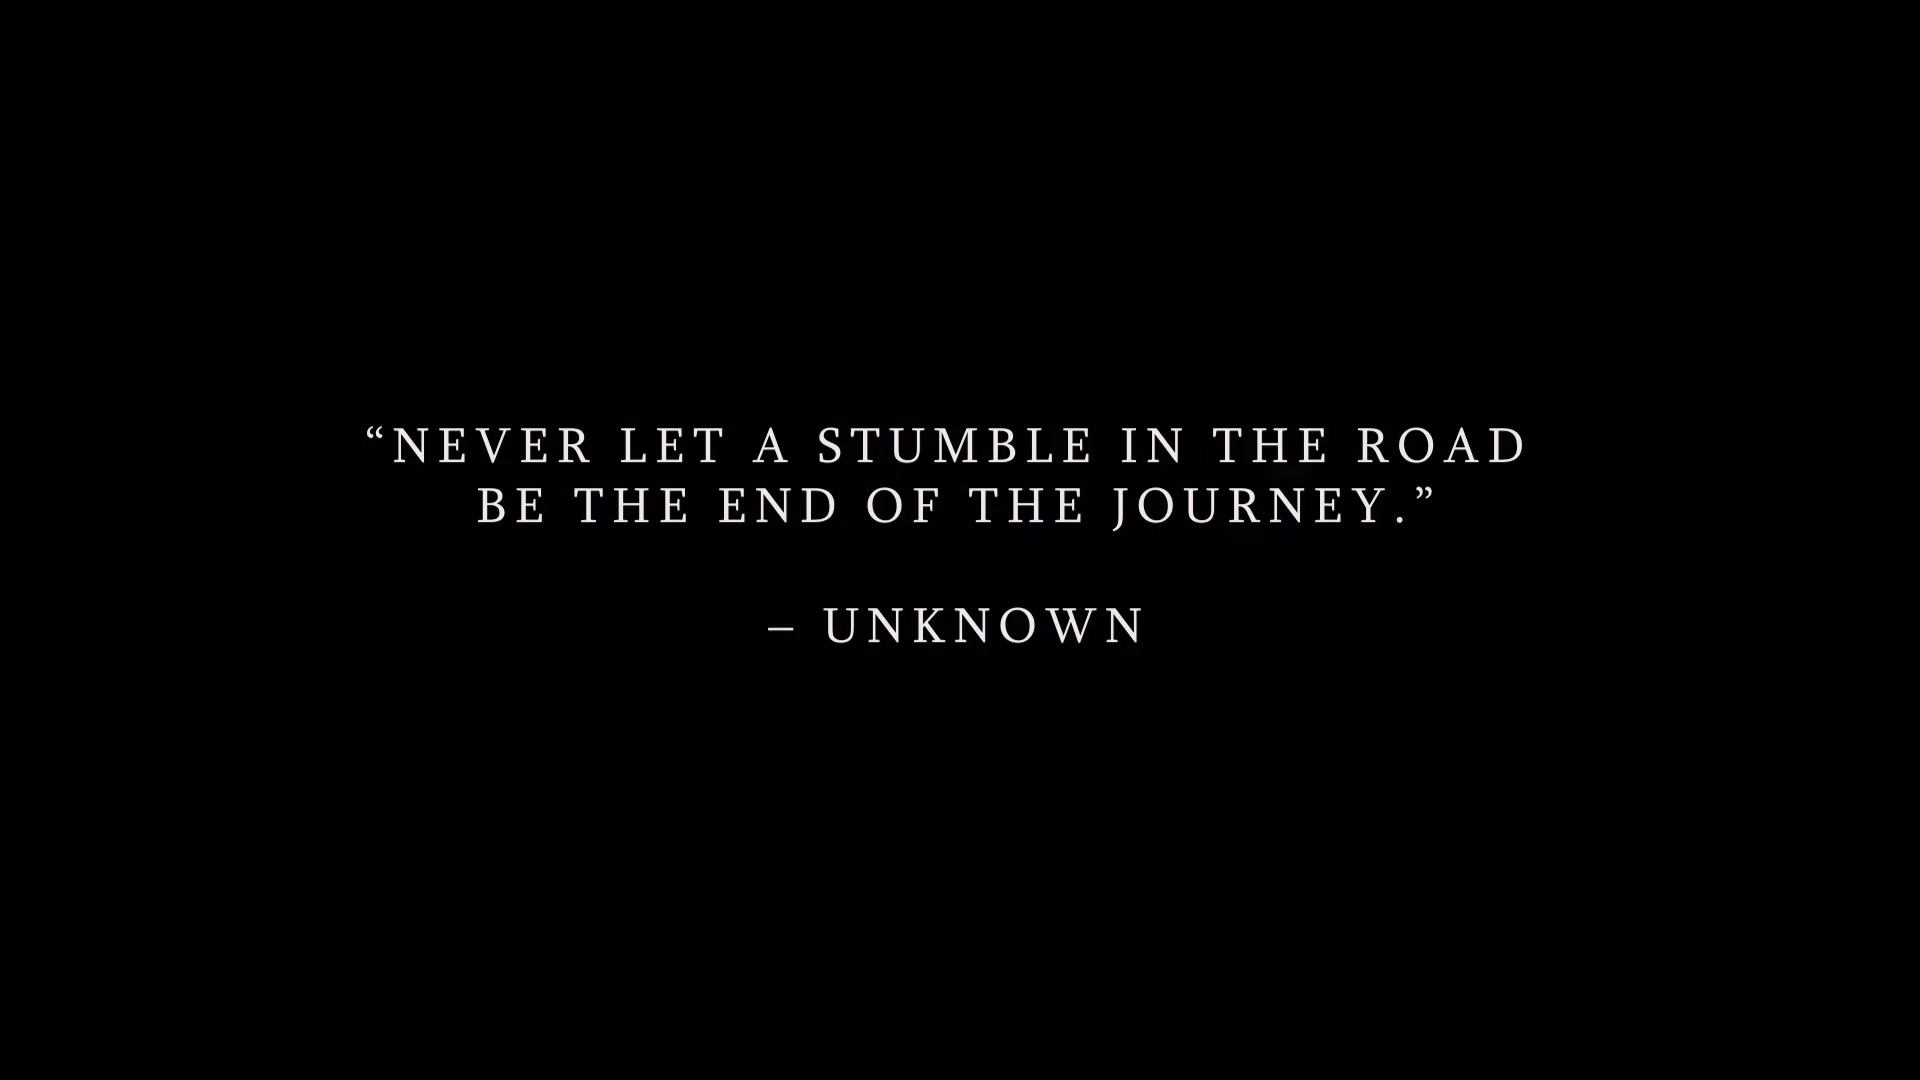 “NEVER LET A STUMBLE IN THE ROAD
BE THE END OF THE JOURNEY.”
– UNKNOWN